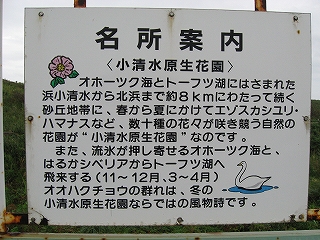 名所案内
〈小清水原生花園〉
オホーツク海とトーフツ湖にはさまれた
浜小清水から北浜まで約8kmにわたって続く
砂丘地帯に、春から夏にかけてエゾスカシユリ・
ハマナスなど、数十種の花々が咲き競う自然の
花園が“小清水原生花園”なのです。
また、流氷が押し寄せるオホーツク海と、
はるかシベリアからトーフツ湖へ
飛来する(11〜12月、3〜4月)
オオハクチョウの群れは、冬の
小清水原生花園ならではの風物詩です。